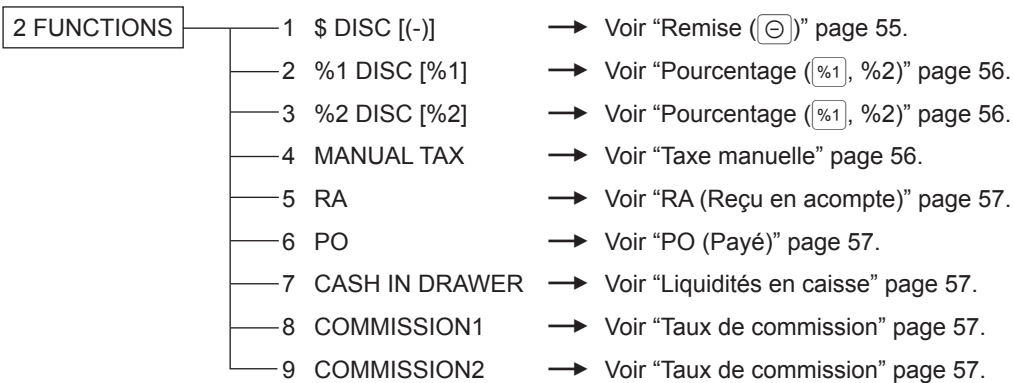 2 FUNCTIONS 1 $ DISC [(-)] → Voir “Remise (⊖)” page 55.
2 %1 DISC [%1] → Voir “Pourcentage (%1, %2)” page 56.
3 %2 DISC [%2] → Voir “Pourcentage (%1, %2)” page 56.
4 MANUAL TAX → Voir “Taxe manuelle” page 56.
5 RA → Voir “RA (Reçu en acompte)” page 57.
6 PO → Voir “PO (Payé)” page 57.
7 CASH IN DRAWER → Voir “Liquidités en caisse” page 57.
8 COMMISSION1 → Voir “Taux de commission” page 57.
9 COMMISSION2 → Voir “Taux de commission” page 57.